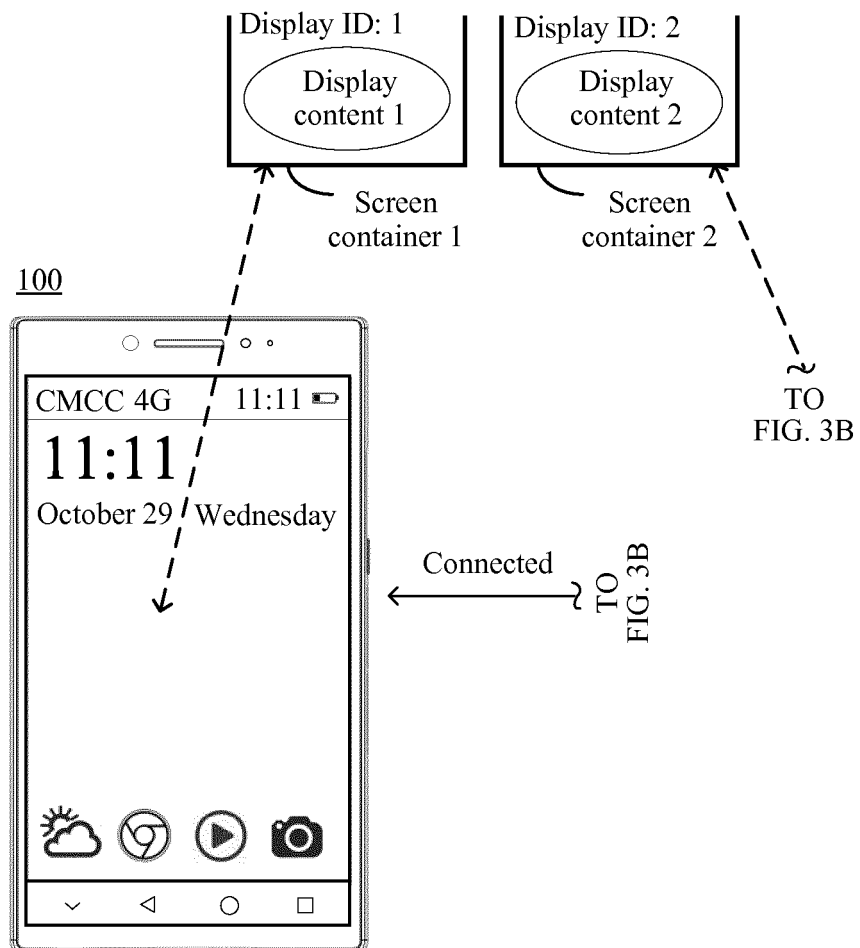 Display ID: 1
Display
content 1
Display ID: 2
Display
content 2
Screen
container 1
Screen
container 2
100
TO
FIG. 3B
CMCC 4G 11:11
11:11
October 29 Wednesday
Connected
TO
FIG. 3B